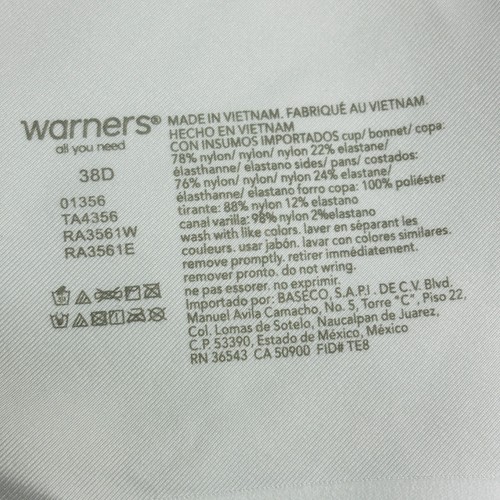 warners®
all you need
38D
01356
TA4356
RA3561W
RA3561E
MADE IN VIETNAM. FABRIQUÉ AU VIETNAM.
HECHO EN VIETNAM
CON INSUMOS IMPORTADOS cup/ bonnet/ copa:
78% nylon/ nylon/ nylon 22% elastane/
élasthanne/ elastano sides/ pans/ costados:
76% nylon/ nylon/ nylon 24% elastane/
élasthanne/ elastano forro copa: 100% poliéster
tirante: 88% nylon 12% elastano
canal varilla: 98% nylon 2%elastano
wash with like colors. laver en séparant les
couleurs. usar jabón. lavar con colores similares.
remove promptly. retirer immédiatement.
remover pronto. do not wring.
ne pas essorer. no exprimir.
Importado por: BASECO, S.A.P.I . DE C.V. Blvd.
Manuel Avila Camacho, No. 5, Torre "C", Piso 22,
Col. Lomas de Sotelo, Naucalpan de Juarez,
C.P. 53390, Estado de México, México
RN 36543 CA 50900 FID# TE8